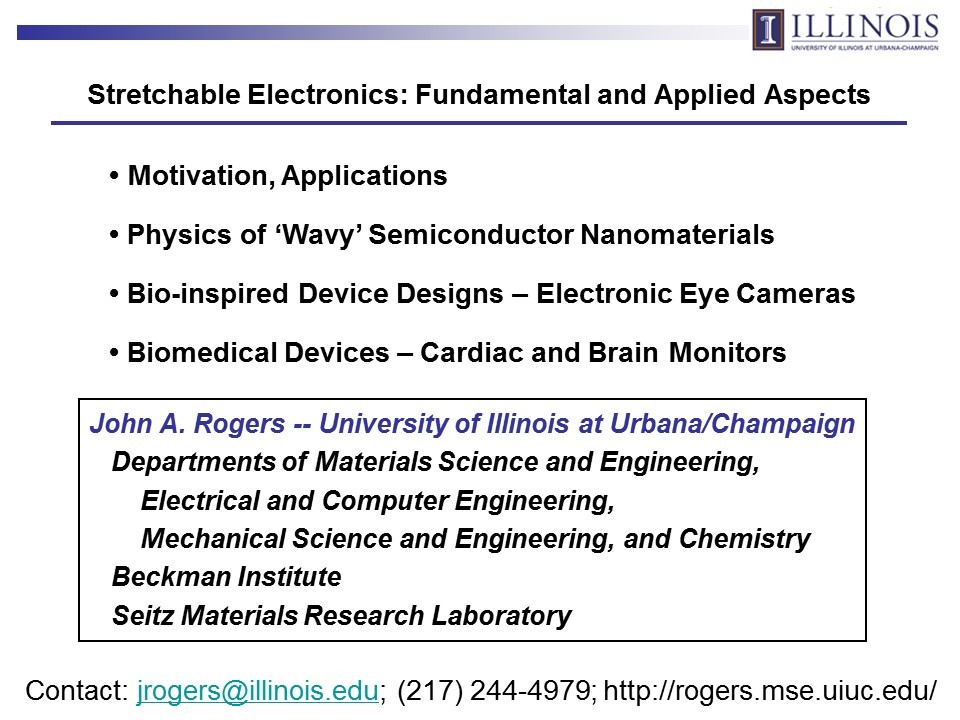 ILLINOIS
UNIVERSITY OF ILLINOIS AT URBANA-CHAMPAIGN
Stretchable Electronics: Fundamental and Applied Aspects
• Motivation, Applications
• Physics of ‘Wavy’ Semiconductor Nanomaterials
• Bio-inspired Device Designs – Electronic Eye Cameras
• Biomedical Devices – Cardiac and Brain Monitors
John A. Rogers -- University of Illinois at Urbana/Champaign
Departments of Materials Science and Engineering,
Electrical and Computer Engineering,
Mechanical Science and Engineering, and Chemistry
Beckman Institute
Seitz Materials Research Laboratory
Contact: jrogers@illinois.edu; (217) 244-4979; http://rogers.mse.uiuc.edu/